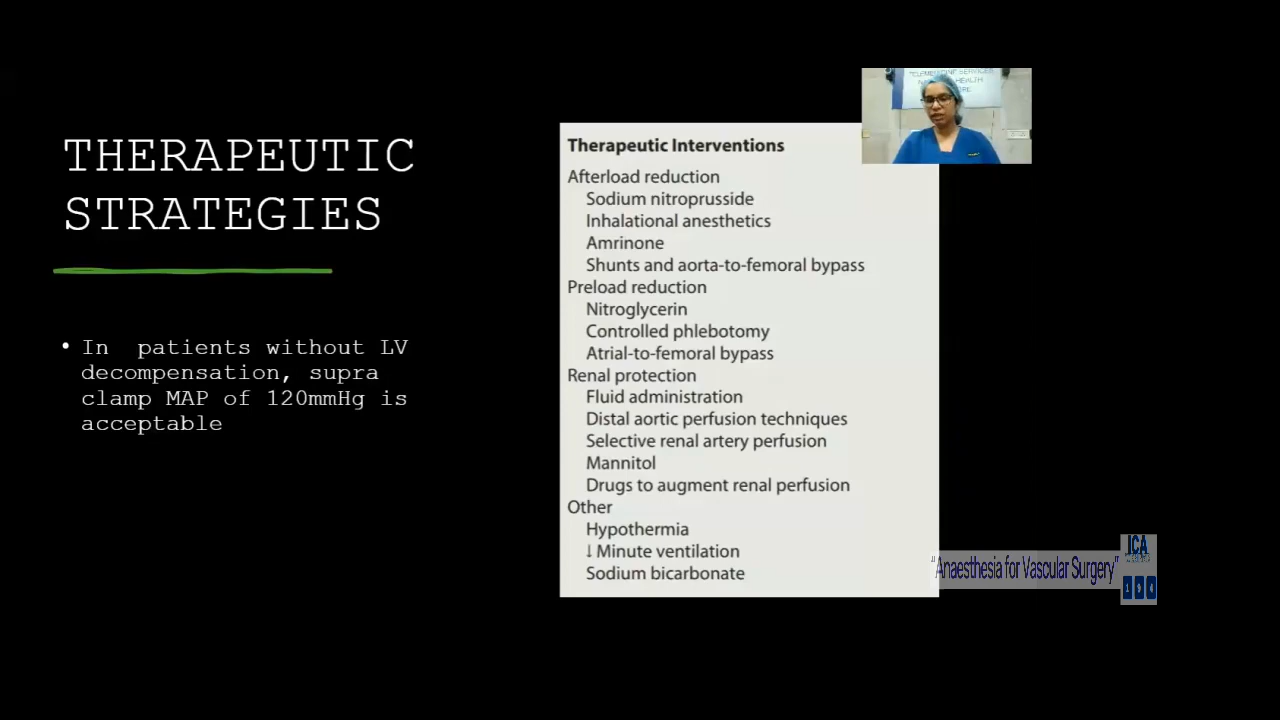 THERAPEUTIC
STRATEGIES
• In patients without LV
decompensation, supra
clamp MAP of 120mmHg is
acceptable
Therapeutic Interventions
Afterload reduction
Sodium nitroprusside
Inhalational anesthetics
Amrinone
Shunts and aorta-to-femoral bypass
Preload reduction
Nitroglycerin
Controlled phlebotomy
Atrial-to-femoral bypass
Renal protection
Fluid administration
Distal aortic perfusion techniques
Selective renal artery perfusion
Mannitol
Drugs to augment renal perfusion
Other
Hypothermia
↓ Minute ventilation
Sodium bicarbonate
SERVICES
HEALTH
"Anaesthesia for Vascular Surgery"
ICA